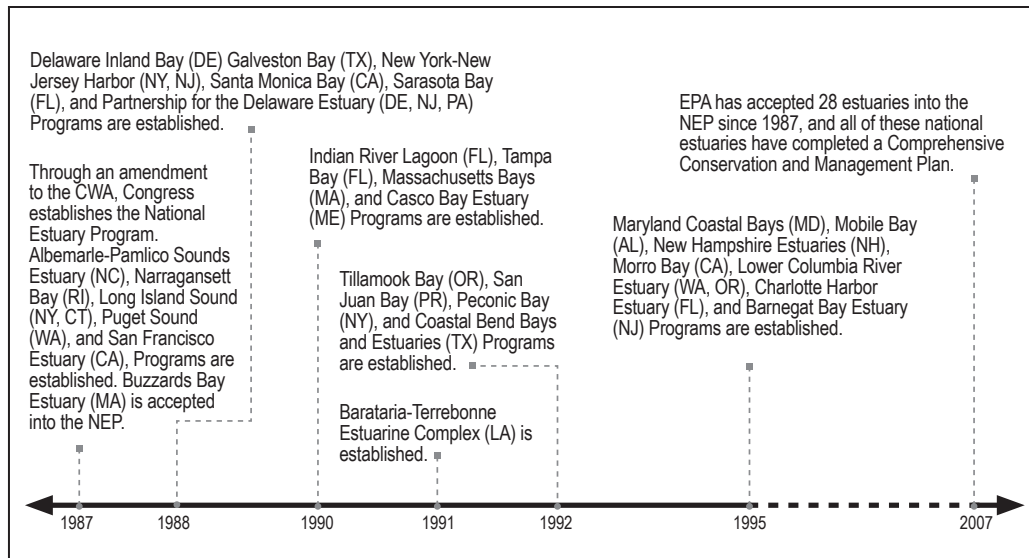 Delaware Inland Bay (DE) Galveston Bay (TX), New York-New
Jersey Harbor (NY, NJ), Santa Monica Bay (CA), Sarasota Bay
(FL), and Partnership for the Delaware Estuary (DE, NJ, PA)
Programs are established.
EPA has accepted 28 estuaries into the
NEP since 1987, and all of these national
estuaries have completed a Comprehensive
Conservation and Management Plan.
Through an amendment
to the CWA, Congress
establishes the National
Estuary Program.
Albemarle-Pamlico Sounds
Estuary (NC), Narragansett
Bay (RI), Long Island Sound
(NY, CT), Puget Sound
(WA), and San Francisco
Estuary (CA), Programs are
established. Buzzards Bay
Estuary (MA) is accepted
into the NEP.
Indian River Lagoon (FL), Tampa
Bay (FL), Massachusetts Bays
(MA), and Casco Bay Estuary
(ME) Programs are established.
Tillamook Bay (OR), San
Juan Bay (PR), Peconic Bay
(NY), and Coastal Bend Bays
and Estuaries (TX) Programs
are established.
Barataria-Terrebonne
Estuarine Complex (LA) is
established.
Maryland Coastal Bays (MD), Mobile Bay
(AL), New Hampshire Estuaries (NH),
Morro Bay (CA), Lower Columbia River
Estuary (WA, OR), Charlotte Harbor
Estuary (FL), and Barnegat Bay Estuary
(NJ) Programs are established.
1987 1988 1990 1991 1992 1995 2007